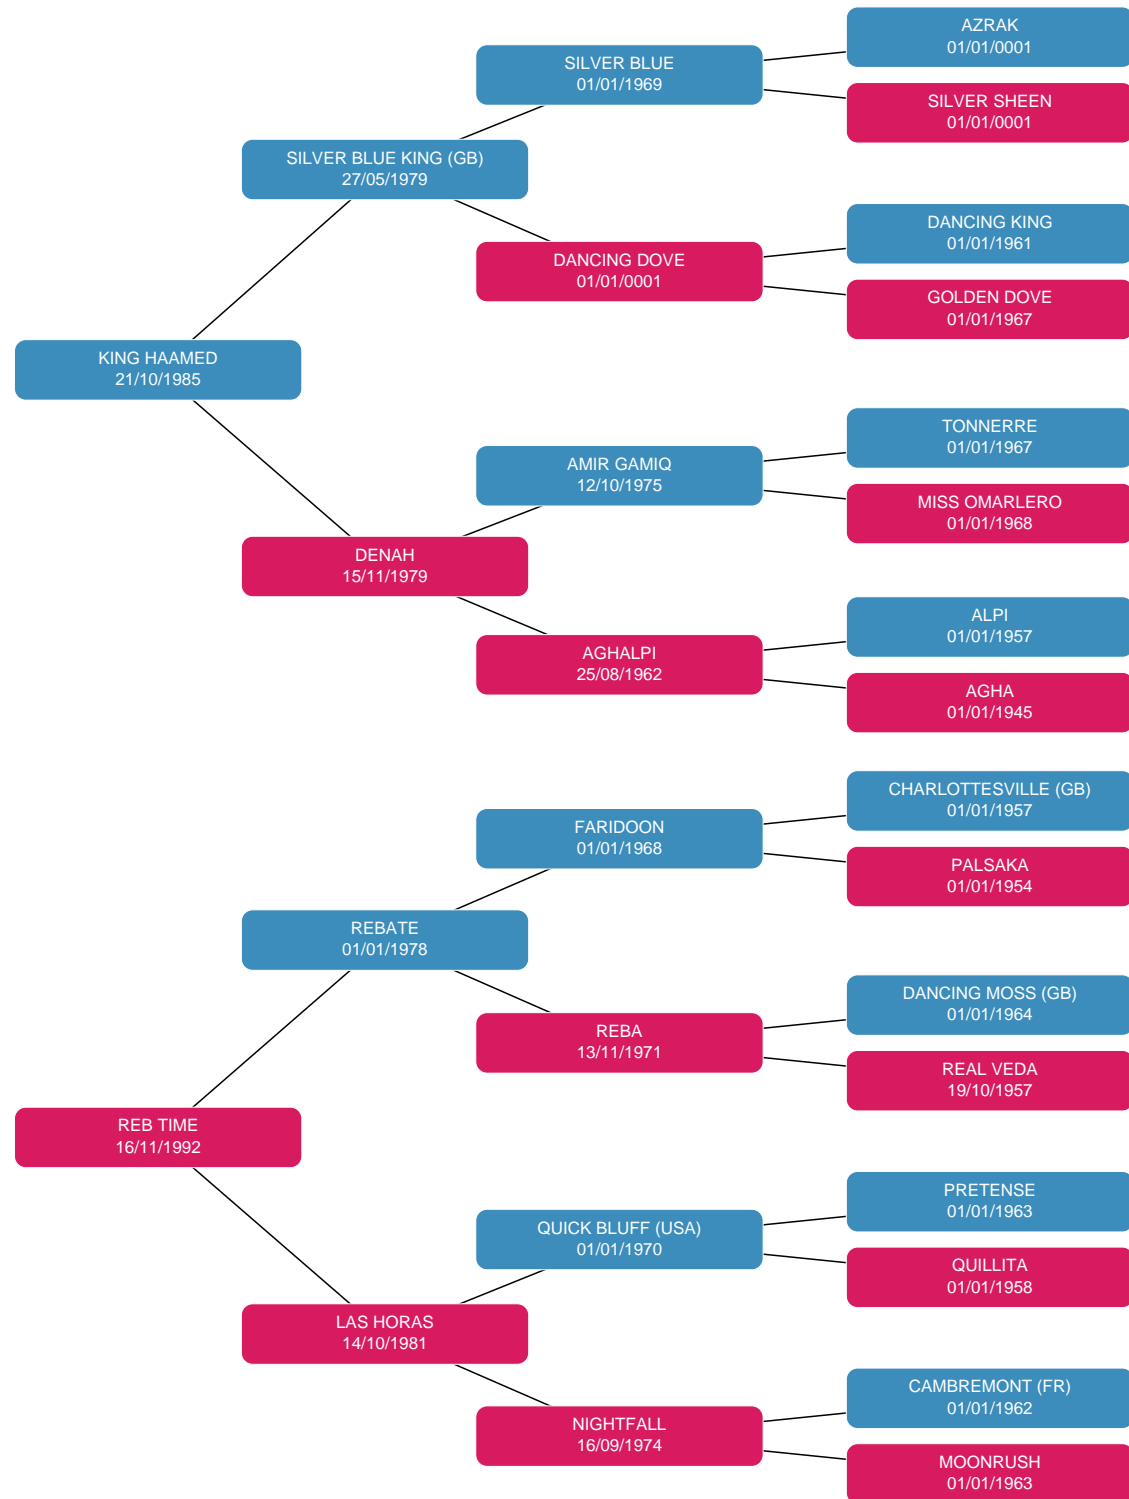 AZRAK
01/01/0001
SILVER BLUE
01/01/1969
SILVER SHEEN
01/01/0001
SILVER BLUE KING (GB)
27/05/1979
DANCING KING
01/01/1961
DANCING DOVE
01/01/0001
GOLDEN DOVE
01/01/1967
KING HAAMED
21/10/1985
TONNERRE
01/01/1967
AMIR GAMIQ
12/10/1975
MISS OMARLERO
01/01/1968
DENAH
15/11/1979
ALPI
01/01/1957
AGHALPI
25/08/1962
AGHA
01/01/1945
CHARLOTTESVILLE (GB)
01/01/1957
FARIDOON
01/01/1968
PALSAKA
01/01/1954
REBATE
01/01/1978
DANCING MOSS (GB)
01/01/1964
REBA
13/11/1971
REAL VEDA
19/10/1957
REB TIME
16/11/1992
PRETENSE
01/01/1963
QUICK BLUFF (USA)
01/01/1970
QUILLITA
01/01/1958
LAS HORAS
14/10/1981
CAMBREMONT (FR)
01/01/1962
NIGHTFALL
16/09/1974
MOONRUSH
01/01/1963